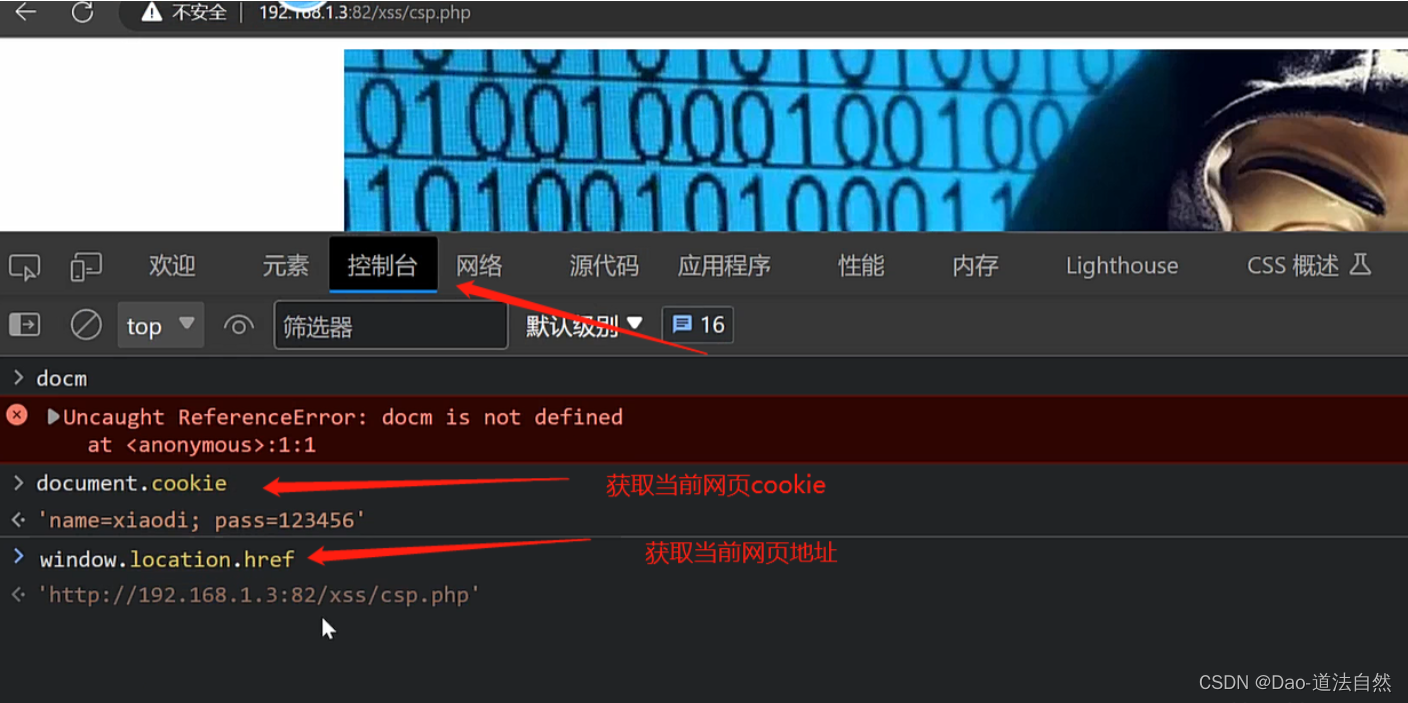 不安全 192.168.1.3:82/xss/csp.php
010100010100010
1010010100011
欢迎 元素 控制台 网络 源代码 应用程序 性能 内存 Lighthouse CSS 概述
top 筛选器 默认级别 16
> docm
Uncaught ReferenceError: docm is not defined
at <anonymous>:1:1
> document.cookie 获取当前网页cookie
'name=xiaodi; pass=123456'
> window.location.href 获取当前网页地址
'http://192.168.1.3:82/xss/csp.php'
CSDN @Dao-道法自然